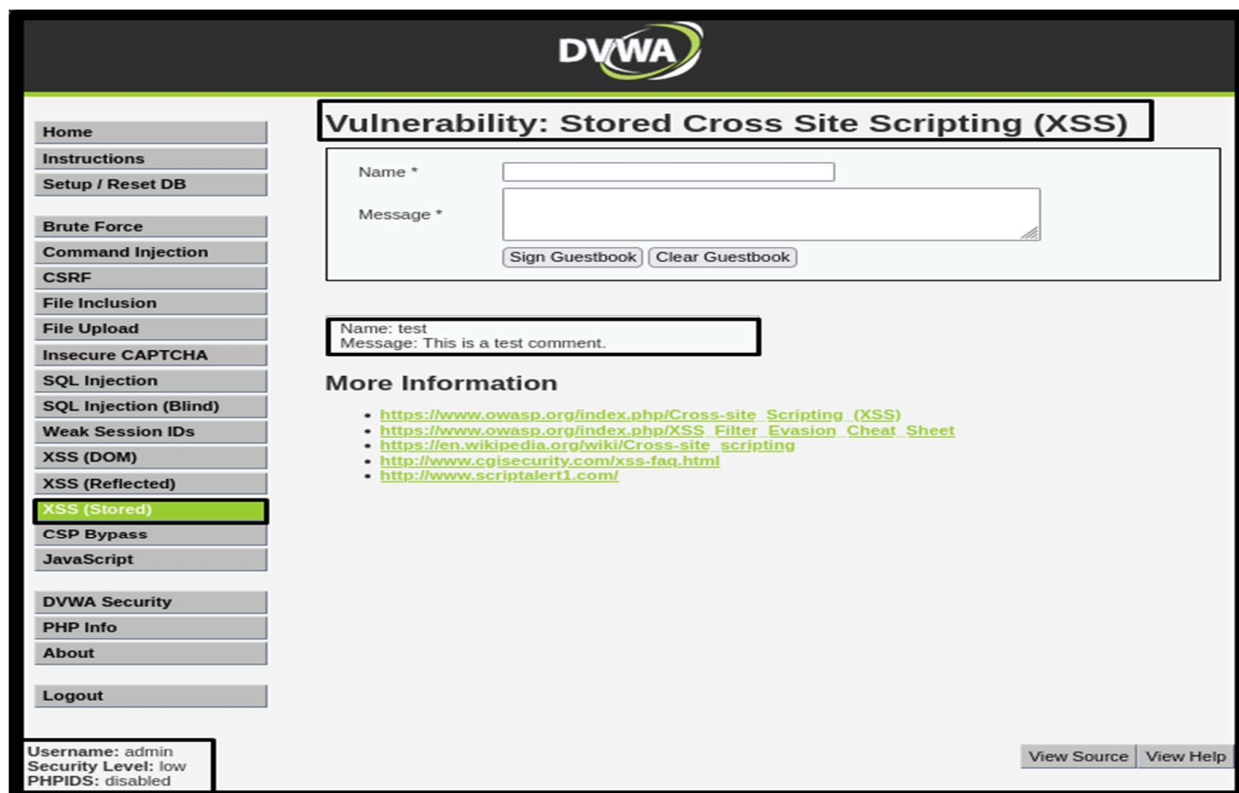 DVWA
Home
Instructions
Setup / Reset DB
Brute Force
Command Injection
CSRF
File Inclusion
File Upload
Insecure CAPTCHA
SQL Injection
SQL Injection (Blind)
Weak Session IDs
XSS (DOM)
XSS (Reflected)
XSS (Stored)
CSP Bypass
JavaScript
DVWA Security
PHP Info
About
Logout
Vulnerability: Stored Cross Site Scripting (XSS)
Name *
Message *
Sign Guestbook Clear Guestbook
Name: test
Message: This is a test comment.
More Information
• https://www.owasp.org/index.php/Cross-site_Scripting_(XSS)
• https://www.owasp.org/index.php/XSS_Filter_Evasion_Cheat_Sheet
• https://en.wikipedia.org/wiki/Cross-site_scripting
• http://www.cgisecurity.com/xss-faq.html
• http://www.scriptalert1.com/
Username: admin
Security Level: low
PHPIDS: disabled
View Source View Help